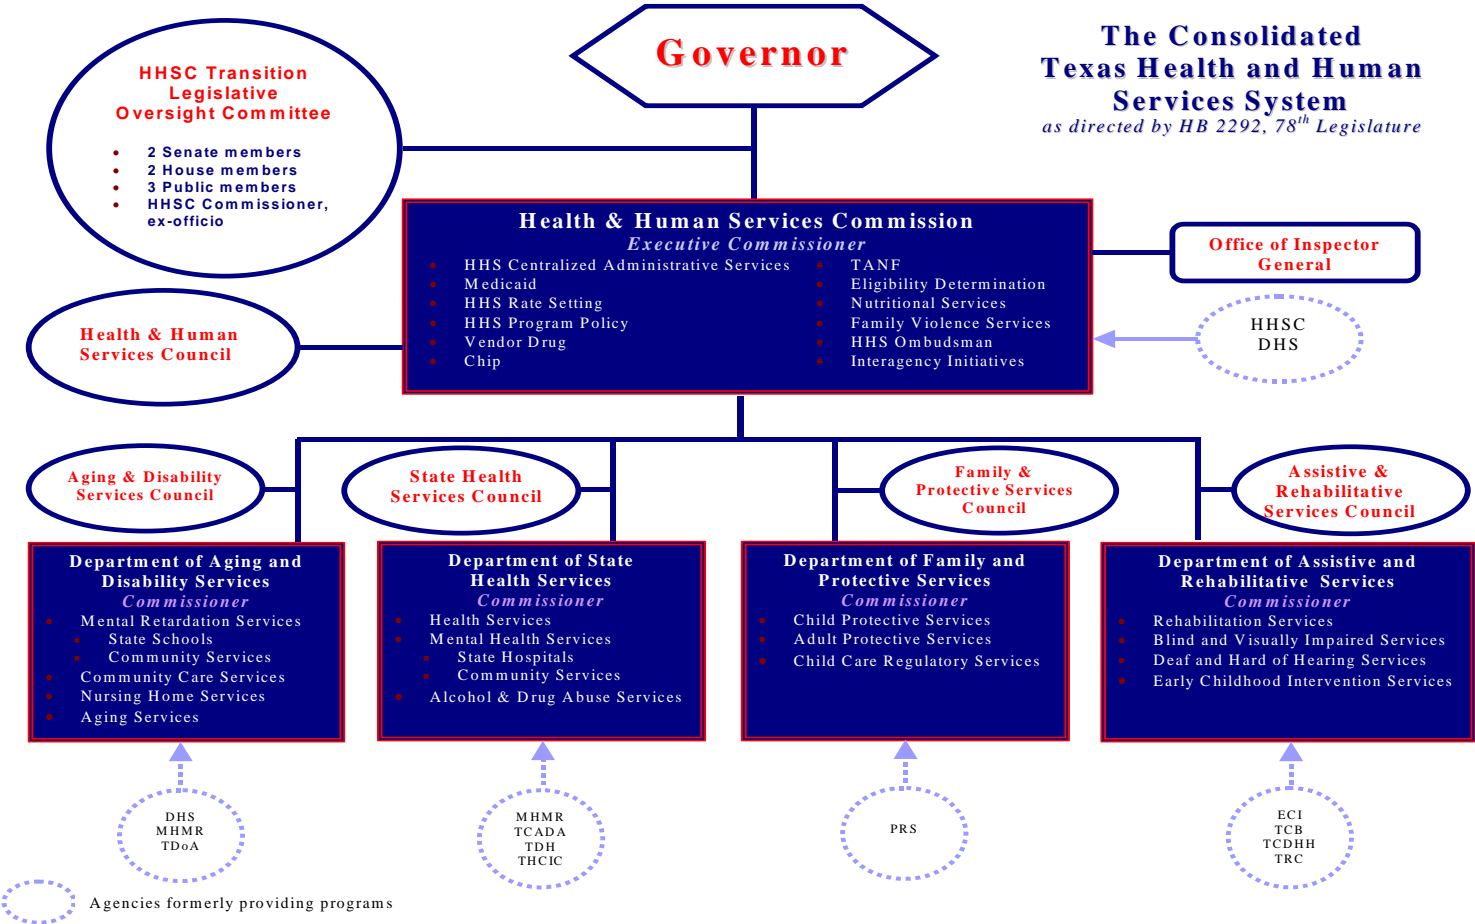 Governor
The Consolidated
Texas Health and Human
Services System
as directed by HB 2292, 78th Legislature
HHSC Transition
Legislative
Oversight Committee
• 2 Senate members
• 2 House members
• 3 Public members
• HHSC Commissioner,
ex-officio
Health & Human Services Commission
Executive Commissioner
• HHS Centralized Administrative Services
• Medicaid
• HHS Rate Setting
• HHS Program Policy
• Vendor Drug
• Chip
• TANF
• Eligibility Determination
• Nutritional Services
• Family Violence Services
• HHS Ombudsman
• Interagency Initiatives
Office of Inspector
General
Health & Human
Services Council
HHSC
DHS
Aging & Disability
Services Council
State Health
Services Council
Family &
Protective Services
Council
Assistive &
Rehabilitative
Services Council
Department of Aging and
Disability Services
Commissioner
• Mental Retardation Services
• State Schools
• Community Services
• Community Care Services
• Nursing Home Services
• Aging Services
Department of State
Health Services
Commissioner
• Health Services
• Mental Health Services
• State Hospitals
• Community Services
• Alcohol & Drug Abuse Services
Department of Family and
Protective Services
Commissioner
• Child Protective Services
• Adult Protective Services
• Child Care Regulatory Services
Department of Assistive and
Rehabilitative Services
Commissioner
• Rehabilitation Services
• Blind and Visually Impaired Services
• Deaf and Hard of Hearing Services
• Early Childhood Intervention Services
DHS
MHMR
TDoA
MHMR
TCADA
TDH
THCIC
PRS
ECI
TCB
TCDHH
TRC
Agencies formerly providing programs